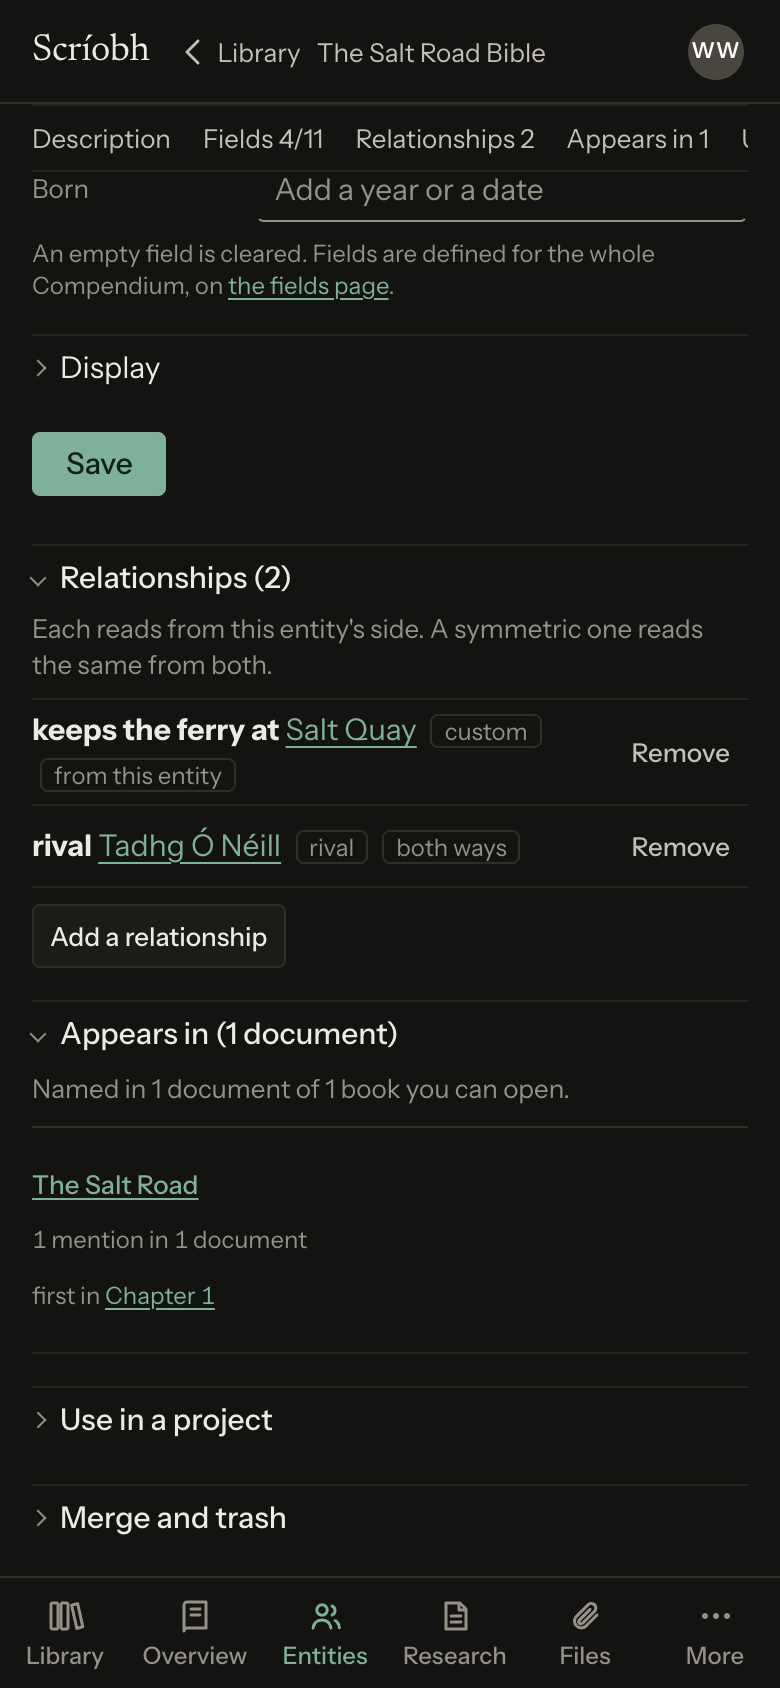 Scríobh
Library The Salt Road Bible
WW
Description Fields 4/11 Relationships 2 Appears in 1
Born Add a year or a date
An empty field is cleared. Fields are defined for the whole
Compendium, on the fields page.
Display
Save
Relationships (2)
Each reads from this entity's side. A symmetric one reads
the same from both.
keeps the ferry at Salt Quay custom
from this entity
Remove
rival Tadhg Ó Néill rival both ways Remove
Add a relationship
Appears in (1 document)
Named in 1 document of 1 book you can open.
The Salt Road
1 mention in 1 document
first in Chapter 1
Use in a project
Merge and trash
Library Overview Entities Research Files More